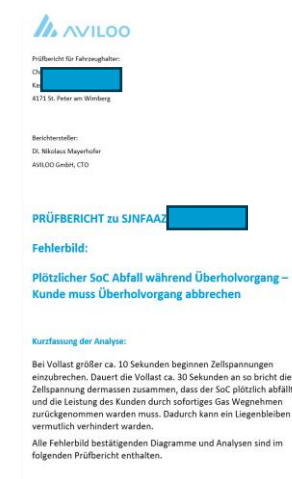 AVILOO
Prüfbericht für Fahrzeughalter:
4171 St. Peter am Wimberg
Berichtersteller:
DI. Nikolaus Mayerhofer
AVILOO GmbH, CTO
PRÜFBERICHT zu SJNFAAZ
Fehlerbild:
Plötzlicher SoC Abfall während Überholvorgang –
Kunde muss Überholvorgang abbrechen
Kurzfassung der Analyse:
Bei Vollast größer ca. 10 Sekunden beginnen Zellspannungen
einzubrechen. Dauert die Vollast ca. 30 Sekunden an so bricht die
Zellspannung dermassen zusammen, dass der SoC plötzlich abfällt
und die Leistung des Kunden durch sofortiges Gas Wegnehmen
zurückgenommen warden muss. Dadurch kann ein Liegenbleiben
vermutlich verhindert warden.
Alle Fehlerbild bestätigenden Diagramme und Analysen sind im
folgenden Prüfbericht enthalten.